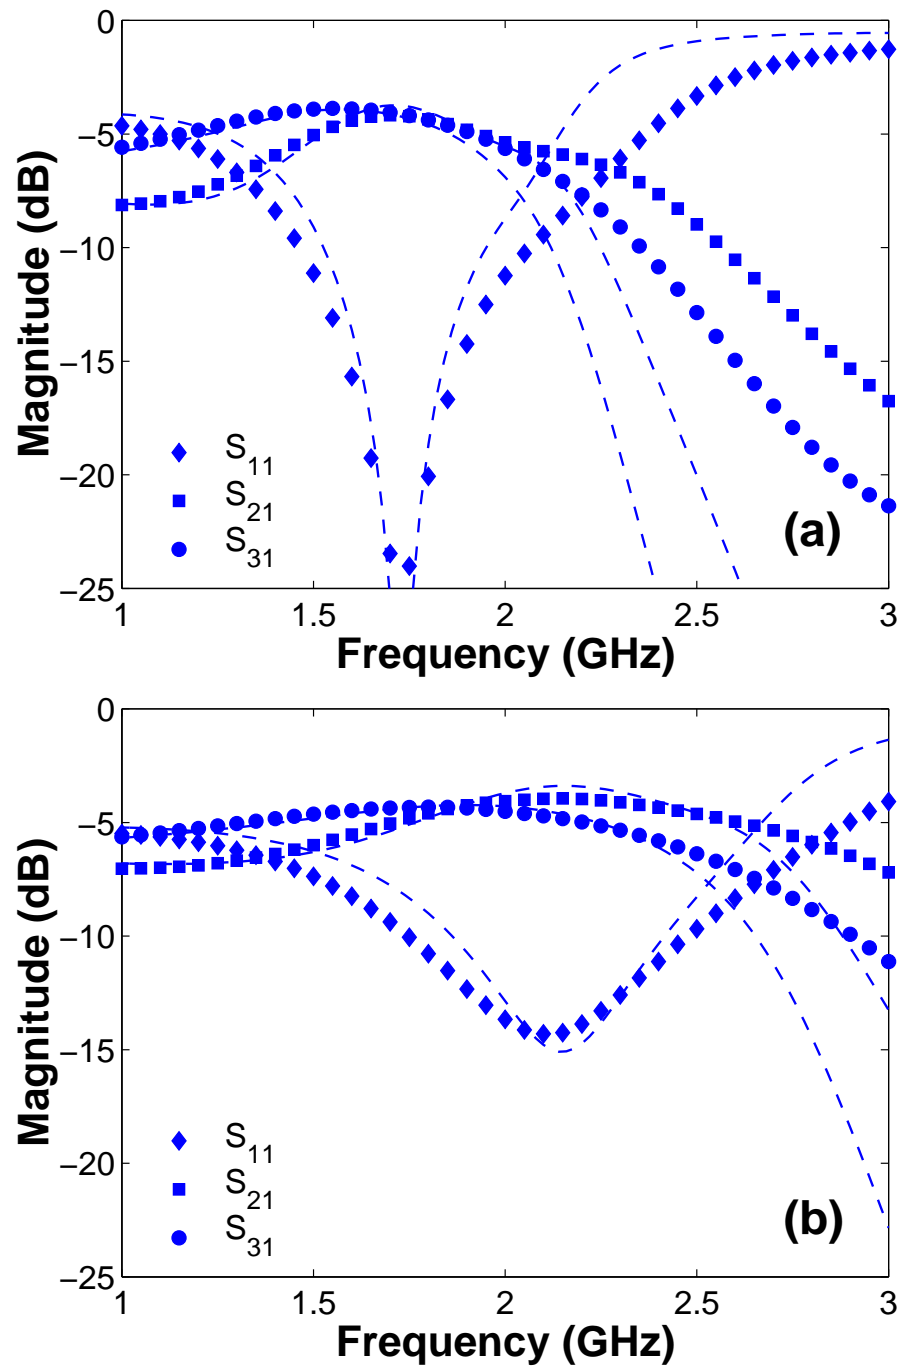 0
−5
−10
−15
−20
−25
Magnitude (dB)
S11
S21
S31
(a)
1 1.5 2 2.5 3
Frequency (GHz)
0
−5
−10
−15
−20
−25
Magnitude (dB)
S11
S21
S31
(b)
1 1.5 2 2.5 3
Frequency (GHz)